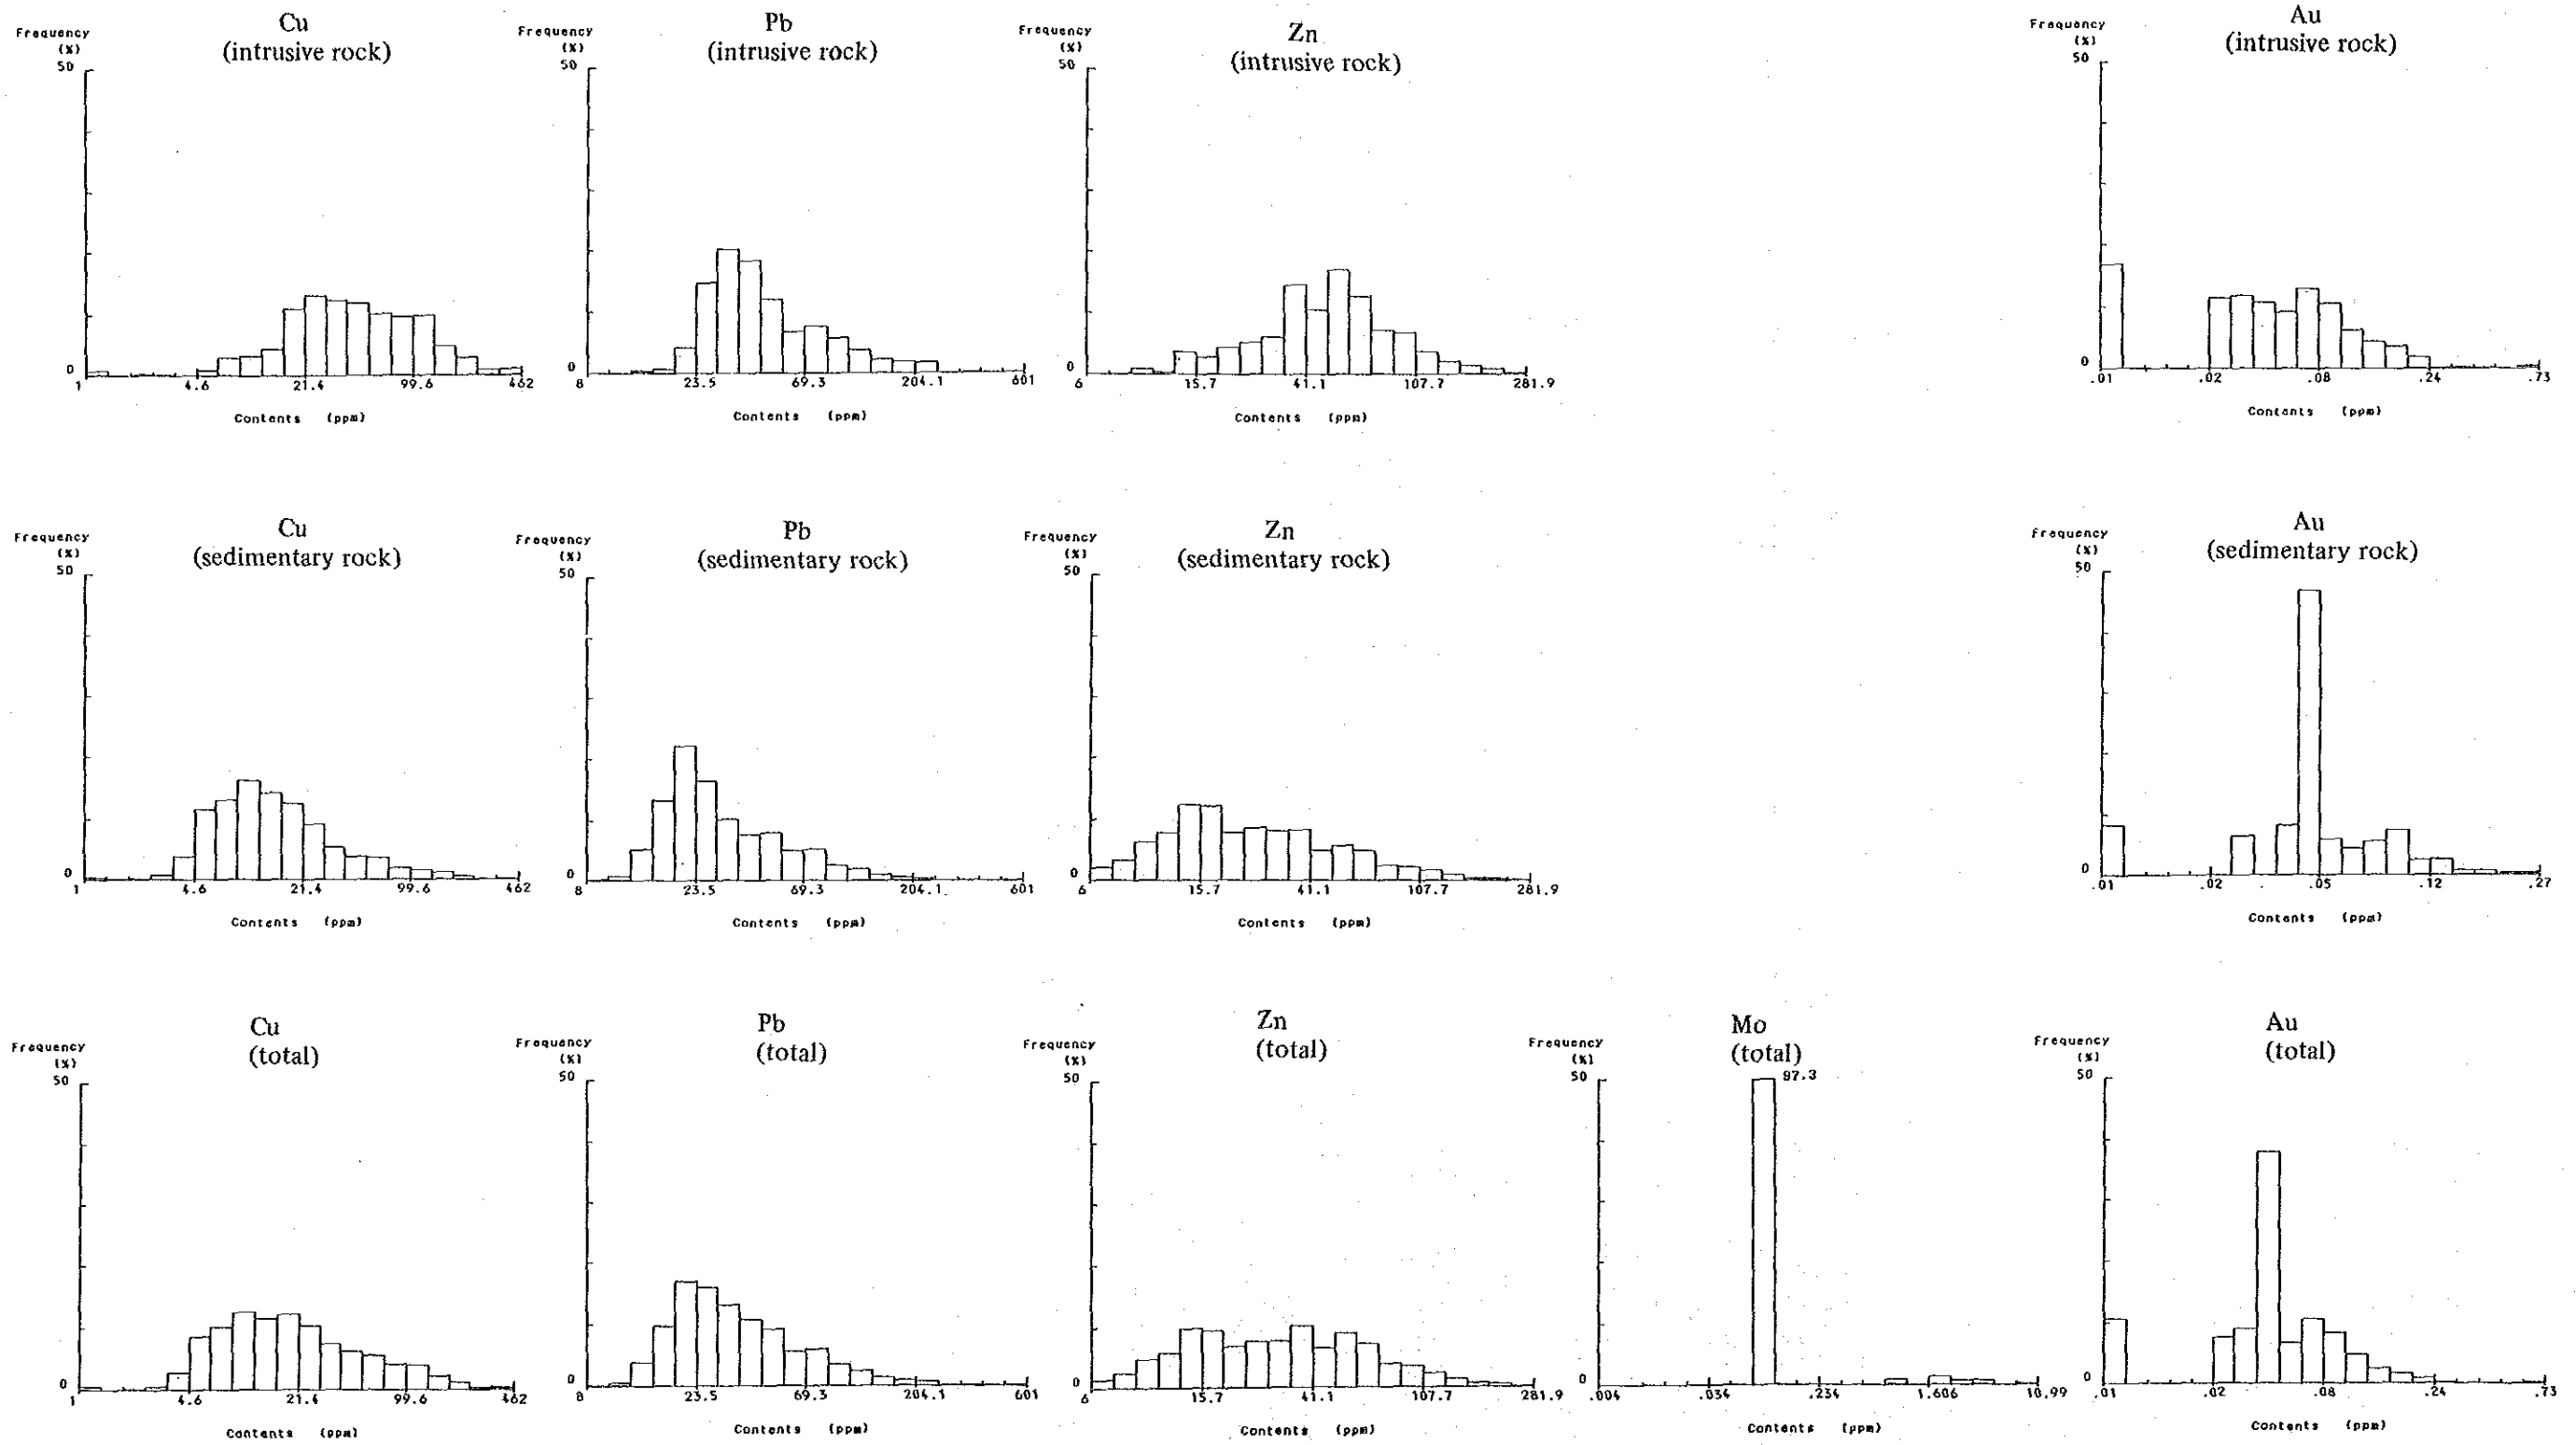 Cu
(intrusive rock)
Frequency
(%)
50
0
1 4.6 21.4 99.6 462
Contents (ppm)
Pb
(intrusive rock)
Frequency
(%)
50
0
8 23.5 69.3 204.1 601
Contents (ppm)
Zn
(intrusive rock)
Frequency
(%)
50
0
6 15.7 41.1 107.7 281.9
Contents (ppm)
Au
(intrusive rock)
Frequency
(%)
50
0
.01 .02 .08 .24 .73
Contents (ppm)
Cu
(sedimentary rock)
Frequency
(%)
50
0
1 4.6 21.4 99.6 462
Contents (ppm)
Pb
(sedimentary rock)
Frequency
(%)
50
0
8 23.5 69.3 204.1 601
Contents (ppm)
Zn
(sedimentary rock)
Frequency
(%)
50
0
6 15.7 41.1 107.7 281.9
Contents (ppm)
Au
(sedimentary rock)
Frequency
(%)
50
0
.01 .02 .05 .12 .27
Contents (ppm)
Cu
(total)
Frequency
(%)
50
0
1 4.6 21.4 99.6 462
Contents (ppm)
Pb
(total)
Frequency
(%)
50
0
8 23.5 69.3 204.1 601
Contents (ppm)
Zn
(total)
Frequency
(%)
50
0
6 15.7 41.1 107.7 281.9
Contents (ppm)
Mo
(total)
Frequency
(%)
50
97.3
0
.004 .034 .254 1.606 10.99
Contents (ppm)
Au
(total)
Frequency
(%)
50
0
.01 .02 .08 .24 .73
Contents (ppm)